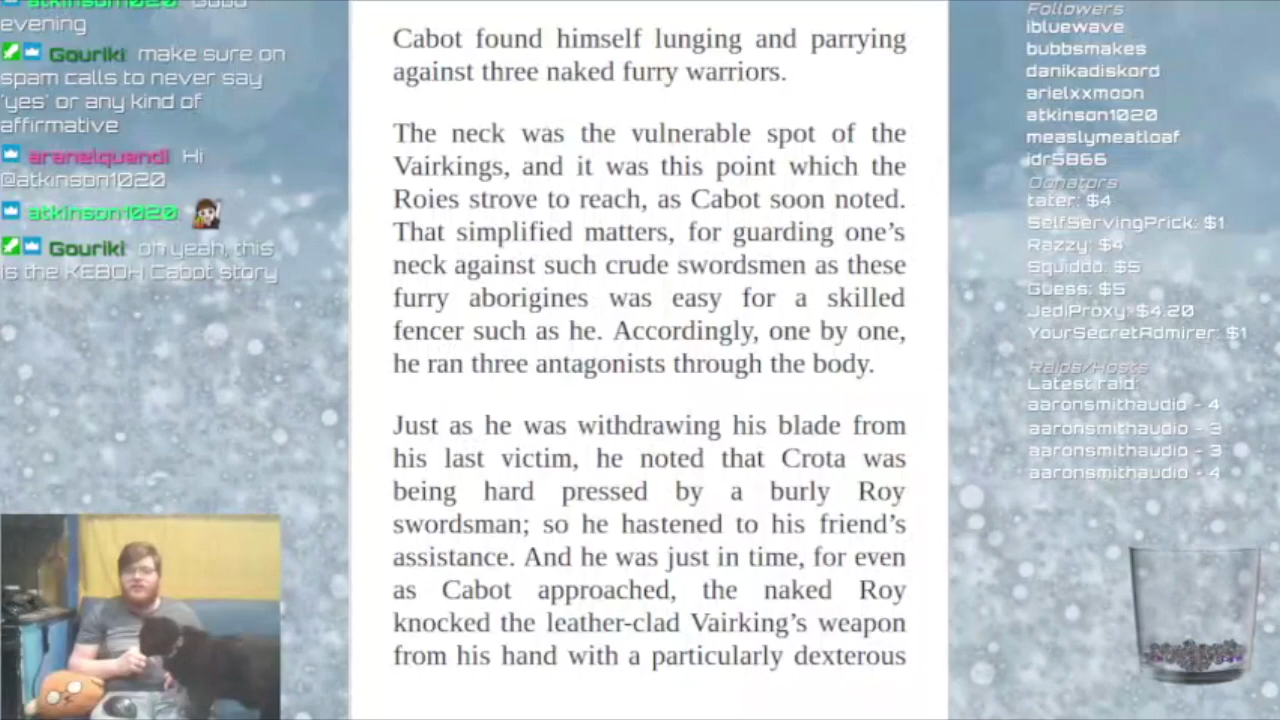 atkinson1020: Good
evening
Gouriki: make sure on
spam calls to never say
'yes' or any kind of
affirmative
aranelquendi: Hi
@atkinson1020
atkinson1020:
Gouriki: oh yeah, this
is the KEBOH Cabot story
Cabot found himself lunging and parrying
against three naked furry warriors.
The neck was the vulnerable spot of the
Vairkings, and it was this point which the
Roies strove to reach, as Cabot soon noted.
That simplified matters, for guarding one’s
neck against such crude swordsmen as these
furry aborigines was easy for a skilled
fencer such as he. Accordingly, one by one,
he ran three antagonists through the body.
Just as he was withdrawing his blade from
his last victim, he noted that Crota was
being hard pressed by a burly Roy
swordsman; so he hastened to his friend’s
assistance. And he was just in time, for even
as Cabot approached, the naked Roy
knocked the leather-clad Vairking’s weapon
from his hand with a particularly dexterous
Followers
ibluewave
bubbsmakes
danikadiskord
arielxxmoon
atkinson1020
measlymeatloaf
idr5866
Donators
tater: $4
SelfServingPrick: $1
Razzy: $4
Squiddo: $5
Guess: $5
JediProxy: $4.20
YourSecretAdmirer: $1
Raids/Hosts
Latest raid:
aaronsmithaudio - 4
aaronsmithaudio - 3
aaronsmithaudio - 3
aaronsmithaudio - 4